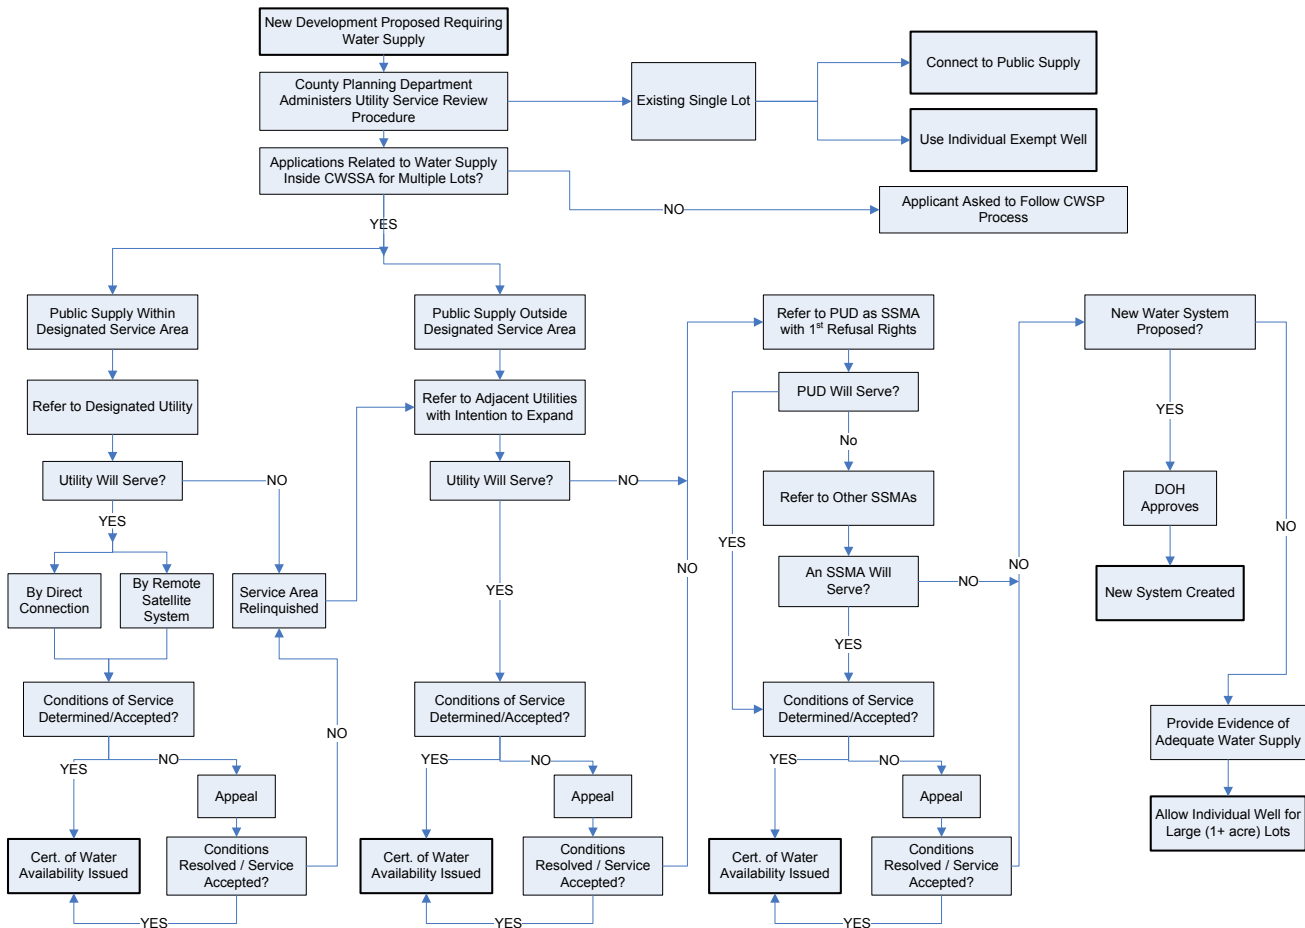 New Development Proposed Requiring
Water Supply
County Planning Department
Administers Utility Service Review
Procedure
Existing Single Lot
Connect to Public Supply
Use Individual Exempt Well
Applications Related to Water Supply
Inside CWSSA for Multiple Lots?
NO
Applicant Asked to Follow CWSP
Process
YES
Public Supply Within
Designated Service Area
Refer to Designated Utility
Utility Will Serve?
NO
YES
By Direct
Connection
By Remote
Satellite
System
Service Area
Relinquished
Conditions of Service
Determined/Accepted?
NO
YES
NO
Appeal
Cert. of Water
Availability Issued
Conditions
Resolved / Service
Accepted?
YES
Public Supply Outside
Designated Service Area
Refer to Adjacent Utilities
with Intention to Expand
Utility Will Serve?
NO
YES
NO
Conditions of Service
Determined/Accepted?
YES
NO
Appeal
Cert. of Water
Availability Issued
Conditions
Resolved / Service
Accepted?
YES
Refer to PUD as SSMA
with 1st Refusal Rights
PUD Will Serve?
No
YES
Refer to Other SSMAs
An SSMA Will
Serve?
NO
NO
YES
Conditions of Service
Determined/Accepted?
YES
NO
Appeal
Cert. of Water
Availability Issued
Conditions
Resolved / Service
Accepted?
YES
New Water System
Proposed?
YES
NO
DOH
Approves
New System Created
Provide Evidence of
Adequate Water Supply
Allow Individual Well for
Large (1+ acre) Lots